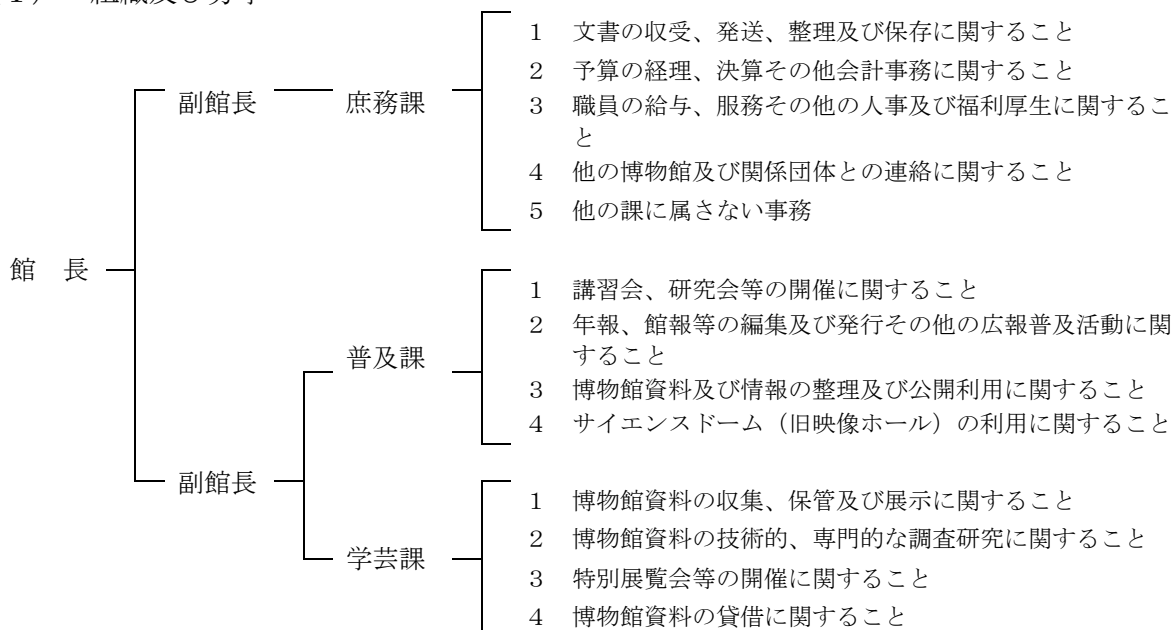 館　長
副館長
庶務課
１　文書の収受、発送、整理及び保存に関すること
２　予算の経理、決算その他会計事務に関すること
３　職員の給与、服務その他の人事及び福利厚生に関するこ
と
４　他の博物館及び関係団体との連絡に関すること
５　他の課に属さない事務
副館長
普及課
１　講習会、研究会等の開催に関すること
２　年報、館報等の編集及び発行その他の広報普及活動に関
すること
３　博物館資料及び情報の整理及び公開利用に関すること
４　サイエンスドーム（旧映像ホール）の利用に関すること
学芸課
１　博物館資料の収集、保管及び展示に関すること
２　博物館資料の技術的、専門的な調査研究に関すること
３　特別展覧会等の開催に関すること
４　博物館資料の貸借に関すること